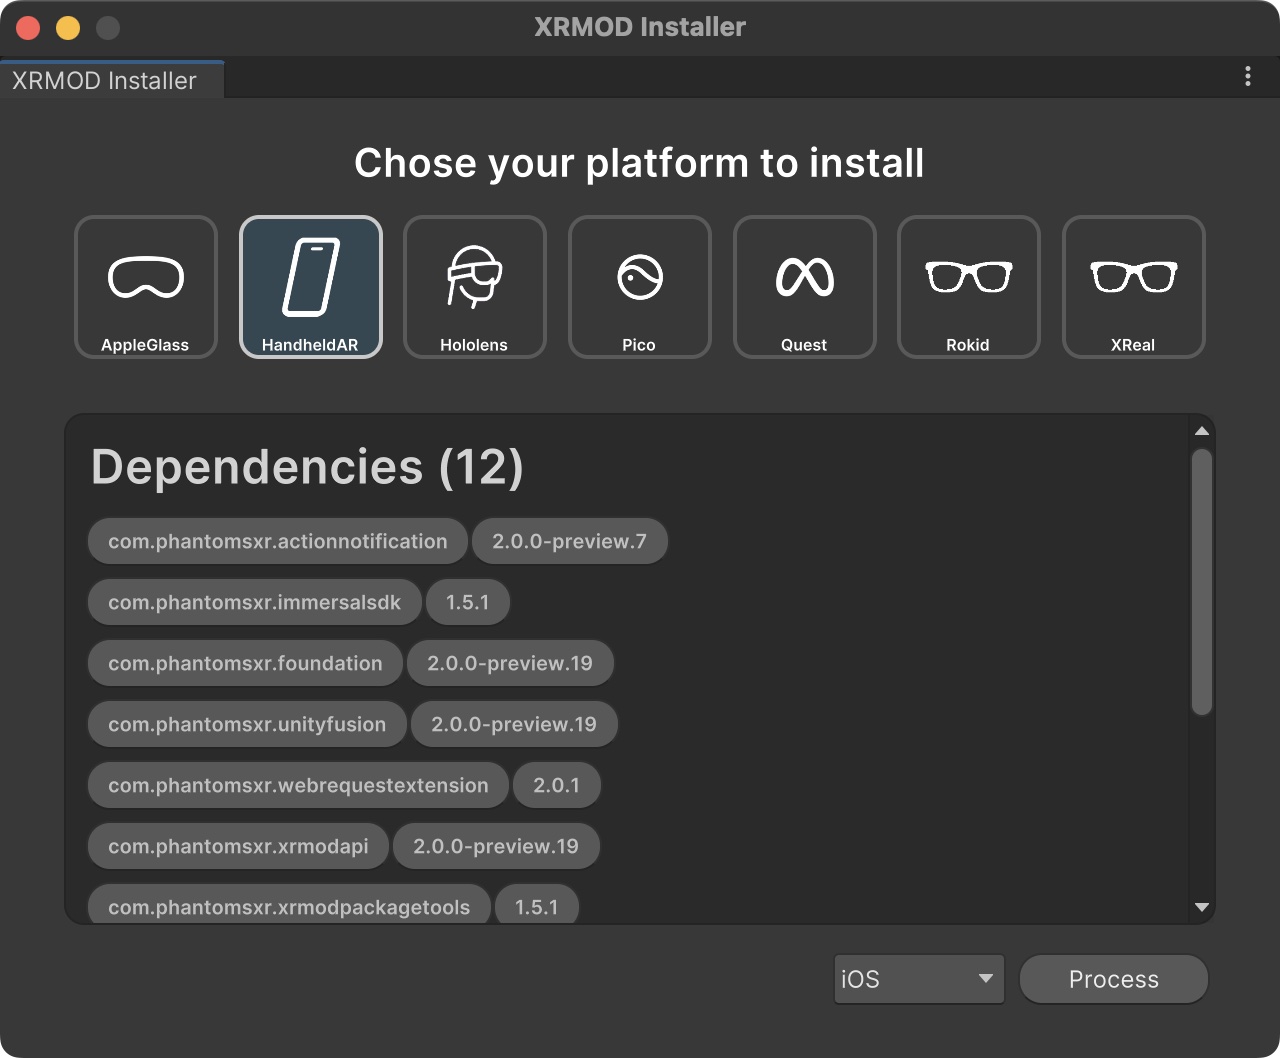 XRMOD Installer
XRMOD Installer
Chose your platform to install
AppleGlass HandheldAR Hololens Pico Quest Rokid XReal
Dependencies (12)
com.phantomsxr.actionnotification 2.0.0-preview.7
com.phantomsxr.immersalsdk 1.5.1
com.phantomsxr.foundation 2.0.0-preview.19
com.phantomsxr.unityfusion 2.0.0-preview.19
com.phantomsxr.webrequestextension 2.0.1
com.phantomsxr.xrmodapi 2.0.0-preview.19
com.phantomsxr.xrmodpackagetools 1.5.1
iOS Process